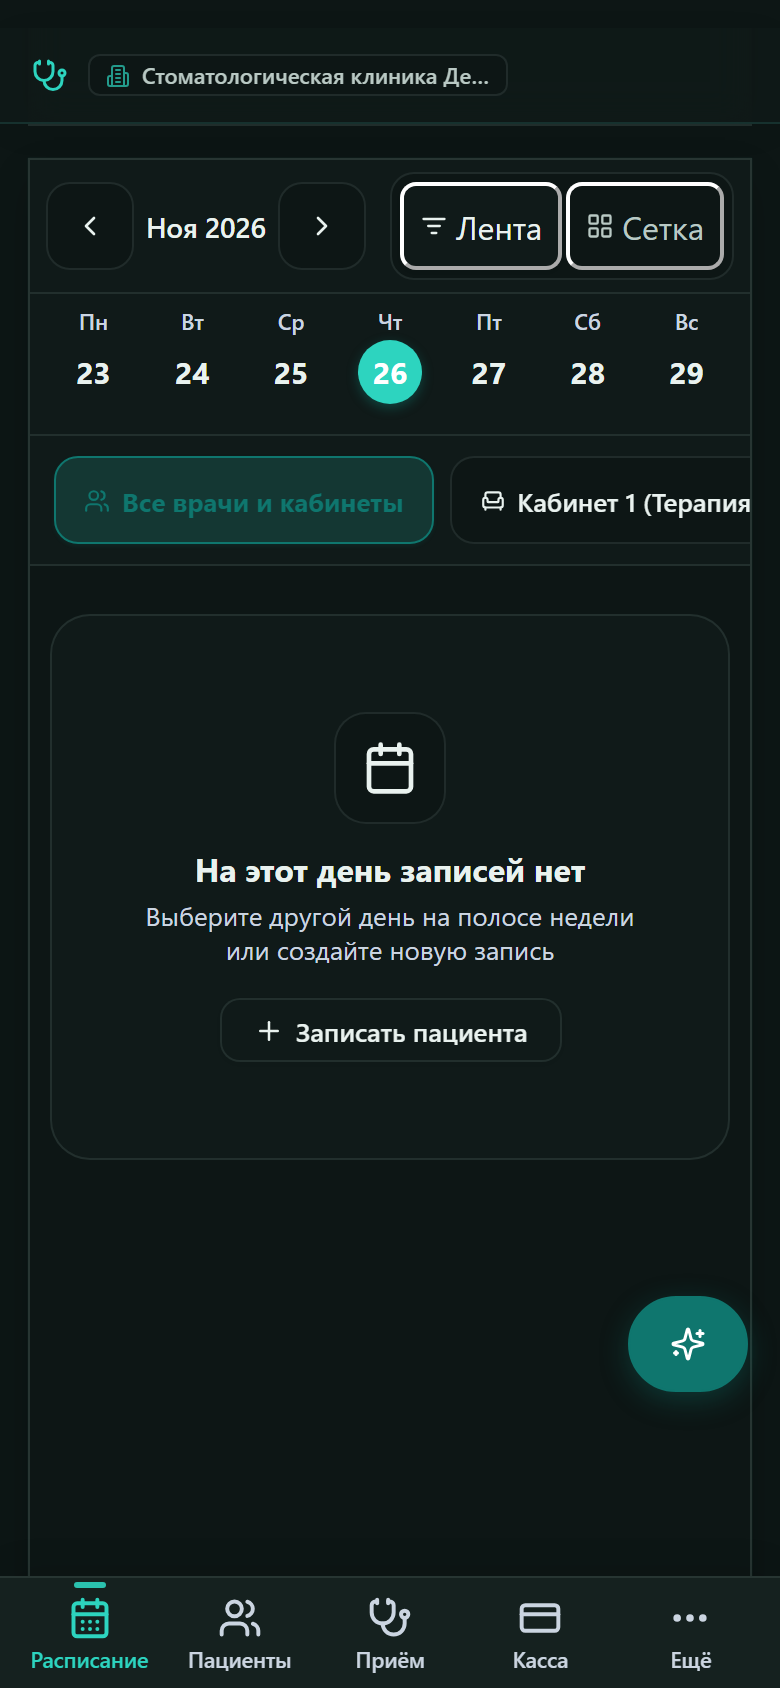 Стоматологическая клиника Де...
Ноя 2026
Лента
Сетка
Пн Вт Ср Чт Пт Сб Вс
23 24 25 26 27 28 29
Все врачи и кабинеты
Кабинет 1 (Терапия
На этот день записей нет
Выберите другой день на полосе недели
или создайте новую запись
Записать пациента
Расписание
Пациенты
Приём
Касса
Ещё